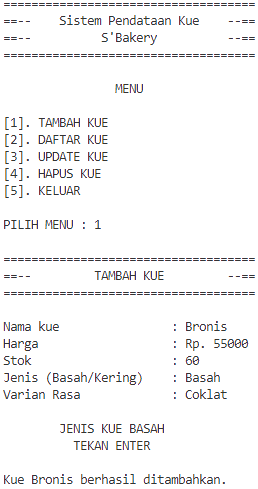 ====================================
==--    Sistem Pendataan Kue    --==
==--          S'Bakery          --==
====================================
MENU
[1]. TAMBAH KUE
[2]. DAFTAR KUE
[3]. UPDATE KUE
[4]. HAPUS KUE
[5]. KELUAR
PILIH MENU : 1
====================================
==--         TAMBAH KUE         --==
====================================
Nama kue                : Bronis
Harga                   : Rp. 55000
Stok                    : 60
Jenis (Basah/Kering)    : Basah
Varian Rasa             : Coklat
JENIS KUE BASAH
TEKAN ENTER
Kue Bronis berhasil ditambahkan.